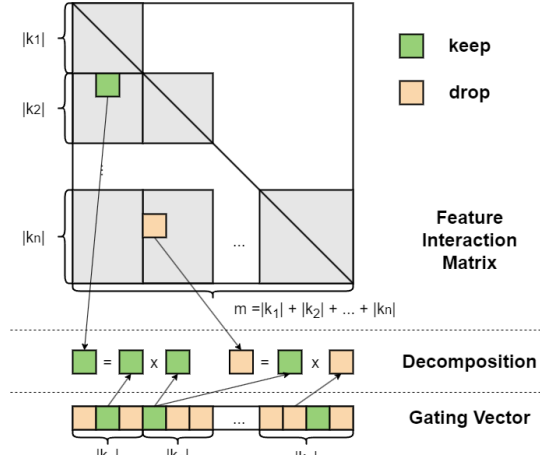 |k1|
keep
|k2|
drop
...
|kn|
...
Feature
Interaction
Matrix
m =|k1| + |k2| + ... + |kn|
= x
= x
Decomposition
...
Gating Vector